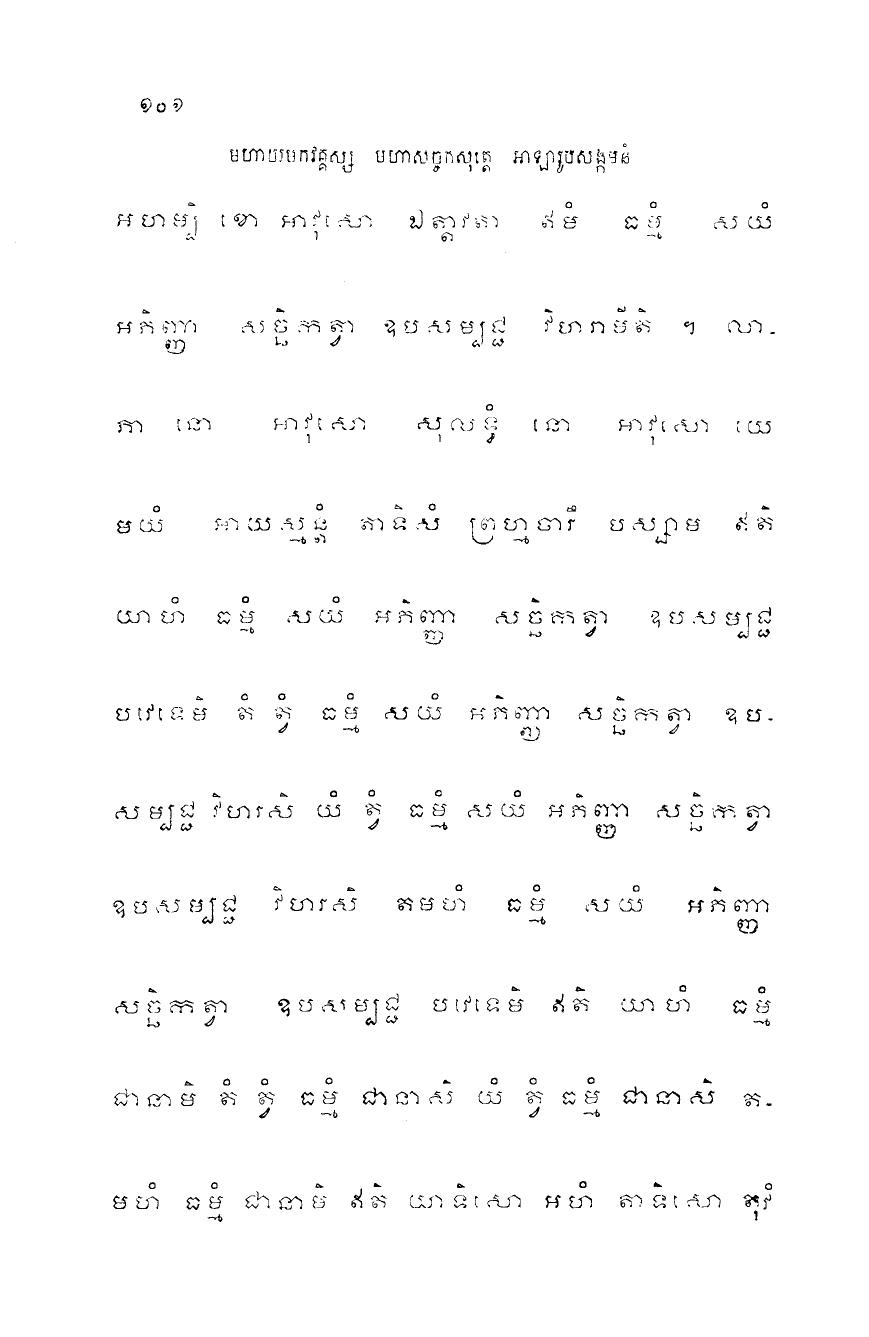 ១០១
មហាយមកវគ្គស្ស មហាសច្ចកសុត្តេ អាឡារូបសង្កមនំ
អហម្បិ ខោ អាវុសោ ឯត្តាវតា ឥមំ ធម្មំ សយំ
អភិញ្ញា សច្ឆិកត្វា ឧបសម្បជ្ជ វិហរាមីតិ ។ លា-
ភា នោ អាវុសោ សុលទ្ធំ នោ អាវុសោ យេ
មយំ អាយស្មន្តំ តាទិសំ ព្រហ្មចារឹ បស្សាម ឥតិ
យាហំ ធម្មំ សយំ អភិញ្ញា សច្ឆិកត្វា ឧបសម្បជ្ជ
បវេទេមិ តំ ត្វំ ធម្មំ សយំ អភិញ្ញា សច្ឆិកត្វា ឧប-
សម្បជ្ជ វិហរសិ យំ ត្វំ ធម្មំ សយំ អភិញ្ញា សច្ឆិកត្វា
ឧបសម្បជ្ជ វិហរសិ តមហំ ធម្មំ សយំ អភិញ្ញា
សច្ឆិកត្វា ឧបសម្បជ្ជ បវេទេមិ ឥតិ យាហំ ធម្មំ
ជានាមិ តំ ត្វំ ធម្មំ ជានាសិ យំ ត្វំ ធម្មំ ជានាសិ ត-
មហំ ធម្មំ ជានាមិ ឥតិ យាទិសោ អហំ តាទិសោ តុវំ